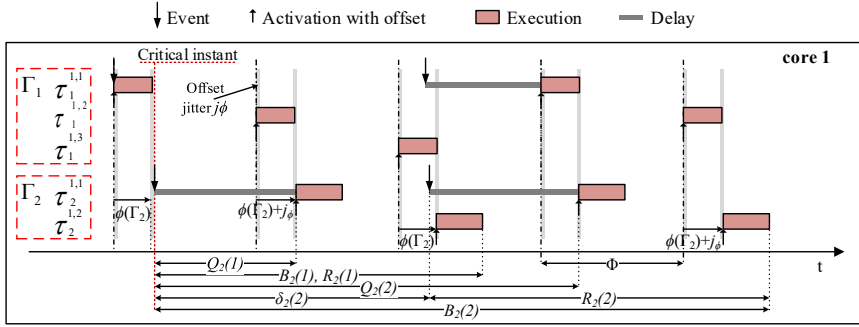 Event
Activation with offset
Execution
Delay
Critical instant
core 1
Γ1 τ1^1,1
τ1^1,2
τ1^1,3
Offset
jitter jϕ
Γ2 τ2^1,1
τ2^1,2
ϕ(Γ2)
ϕ(Γ2)+jϕ
ϕ(Γ2)
ϕ(Γ2)+jϕ
t
Q2(1)
Φ
B2(1), R2(1)
Q2(2)
δ2(2)
R2(2)
B2(2)